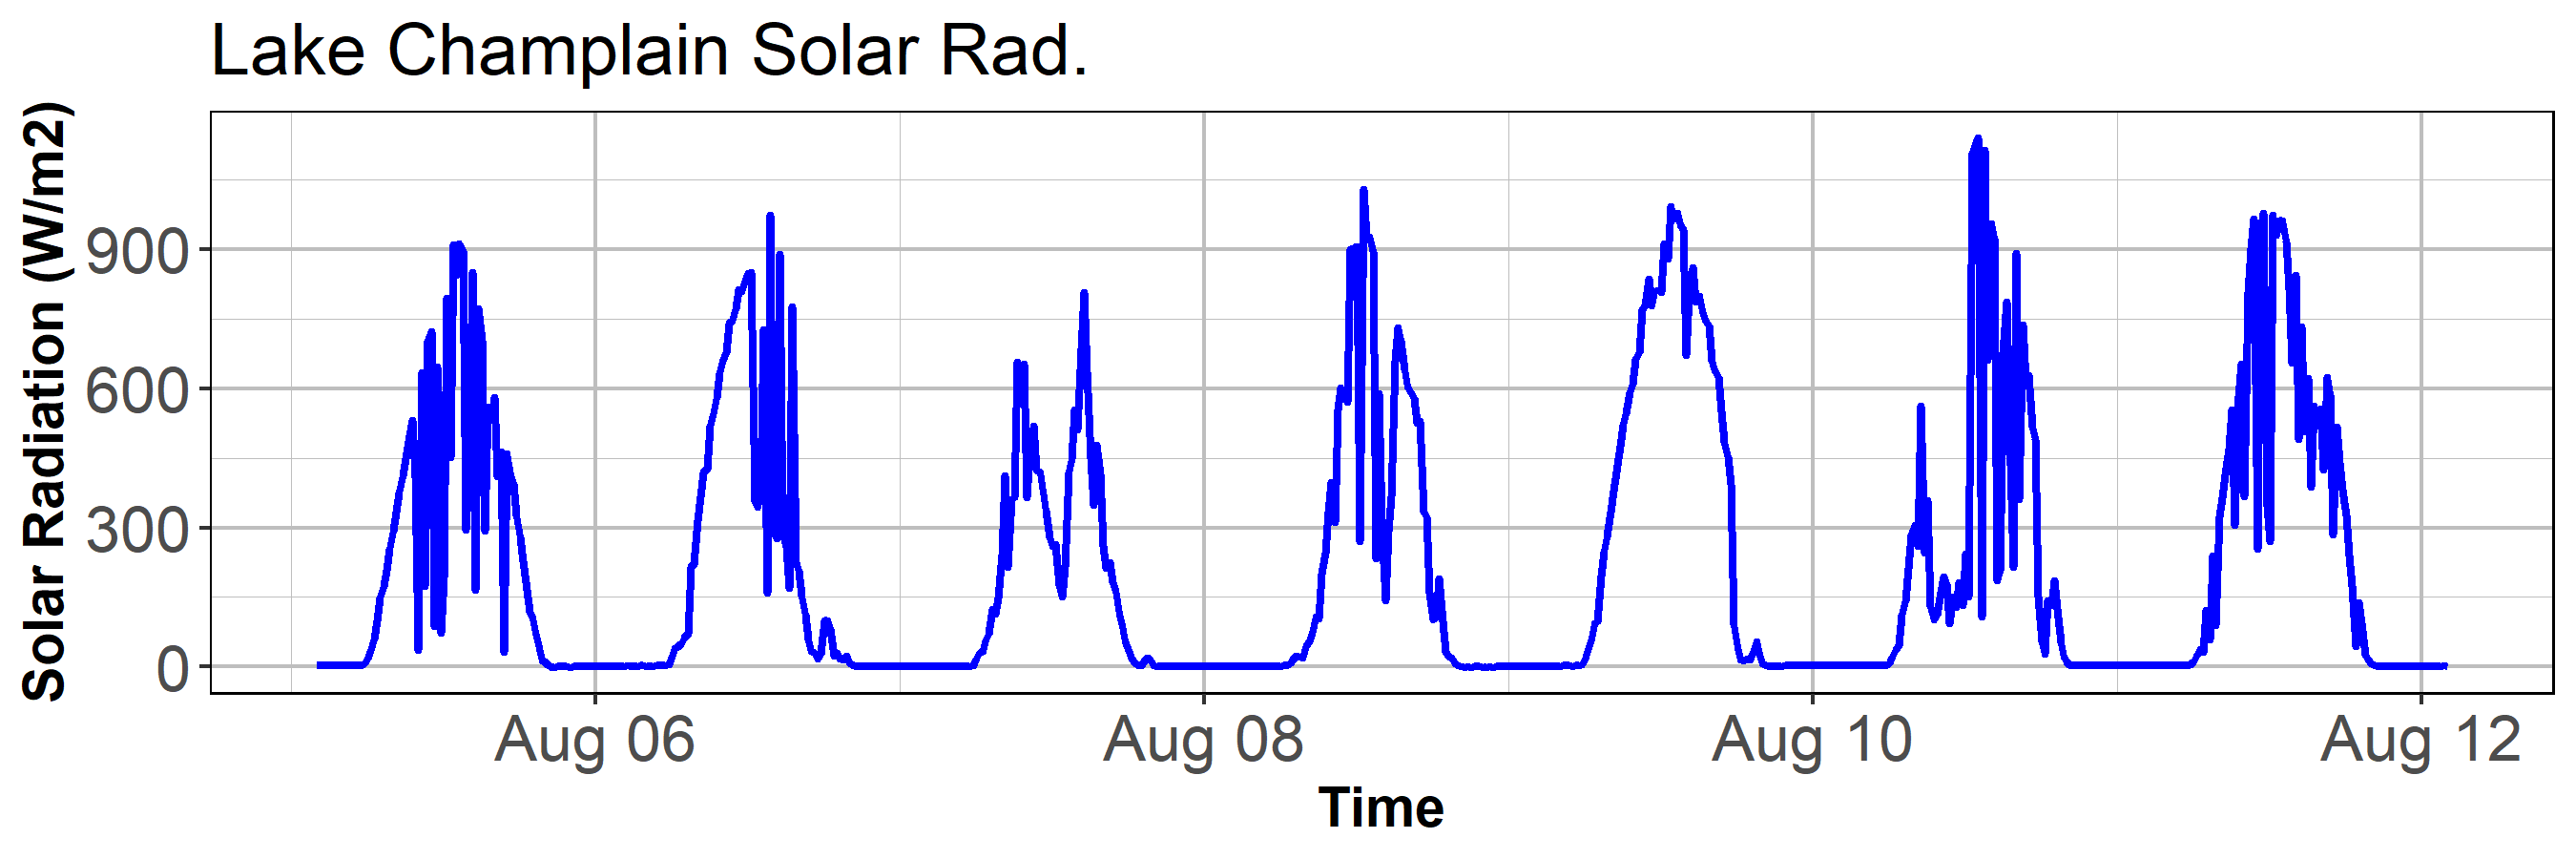 Lake Champlain Solar Rad.
Solar Radiation (W/m2)
900
600
300
0
Aug 06 Aug 08 Aug 10 Aug 12
Time